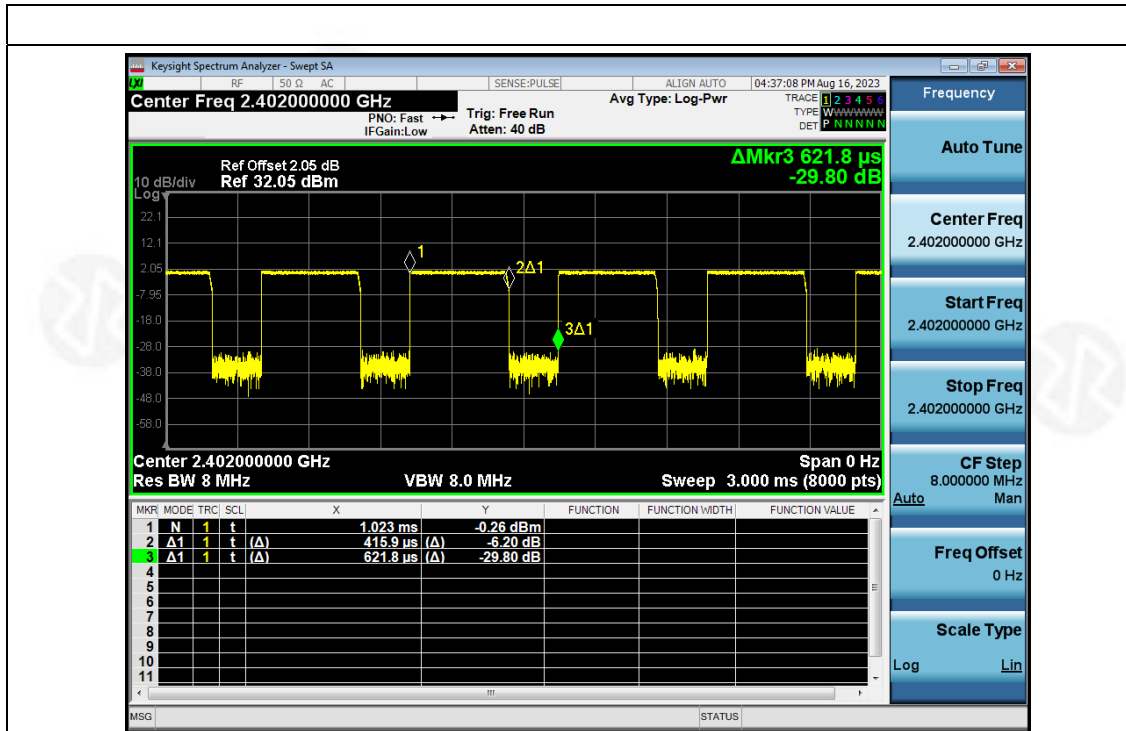 Keysight Spectrum Analyzer - Swept SA
LXI RF 50 Ω AC SENSE:PULSE ALIGN AUTO 04:37:08 PM Aug 16, 2023
Center Freq 2.402000000 GHz
PNO: Fast
IFGain:Low
Trig: Free Run
Atten: 40 dB
Avg Type: Log-Pwr
TRACE 1 2 3 4 5 6
TYPE W W W W W W
DET P N N N N N
Frequency
Auto Tune
Center Freq
2.402000000 GHz
Start Freq
2.402000000 GHz
Stop Freq
2.402000000 GHz
CF Step
8.000000 MHz
Auto Man
Freq Offset
0 Hz
Scale Type
Log Lin
ΔMkr3 621.8 µs
-29.80 dB
Ref Offset 2.05 dB
10 dB/div Ref 32.05 dBm
Log
22.1
12.1
2.05
-7.95
-18.0
-28.0
-38.0
-48.0
-58.0
1
2Δ1
3Δ1
Center 2.402000000 GHz Span 0 Hz
Res BW 8 MHz VBW 8.0 MHz Sweep 3.000 ms (8000 pts)
MKR MODE TRC SCL X Y FUNCTION FUNCTION WIDTH FUNCTION VALUE
1 N 1 t 1.023 ms -0.26 dBm
2 Δ1 1 t (Δ) 415.9 µs (Δ) -6.20 dB
3 Δ1 1 t (Δ) 621.8 µs (Δ) -29.80 dB
4
5
6
7
8
9
10
11
MSG STATUS